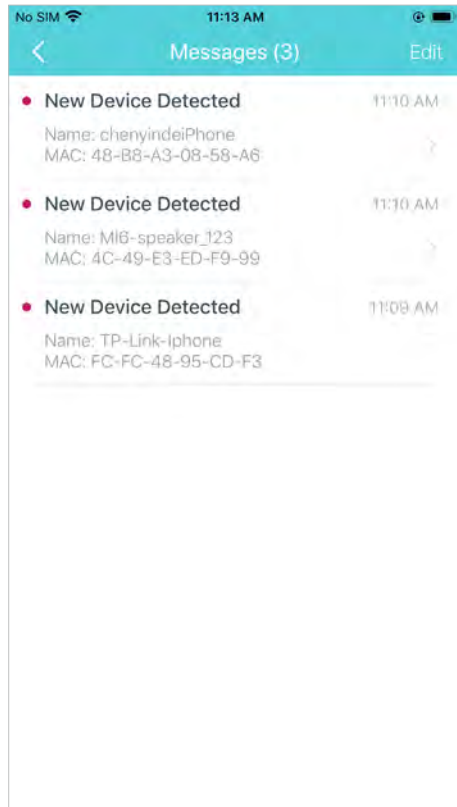 No SIM 11:13 AM
Messages (3) Edit
New Device Detected 11:10 AM
Name: chenyindeiPhone
MAC: 48-B8-A3-08-58-A6
New Device Detected 11:10 AM
Name: MI6-speaker_123
MAC: 4C-49-E3-ED-F9-99
New Device Detected 11:09 AM
Name: TP-Link-Iphone
MAC: FC-FC-48-95-CD-F3